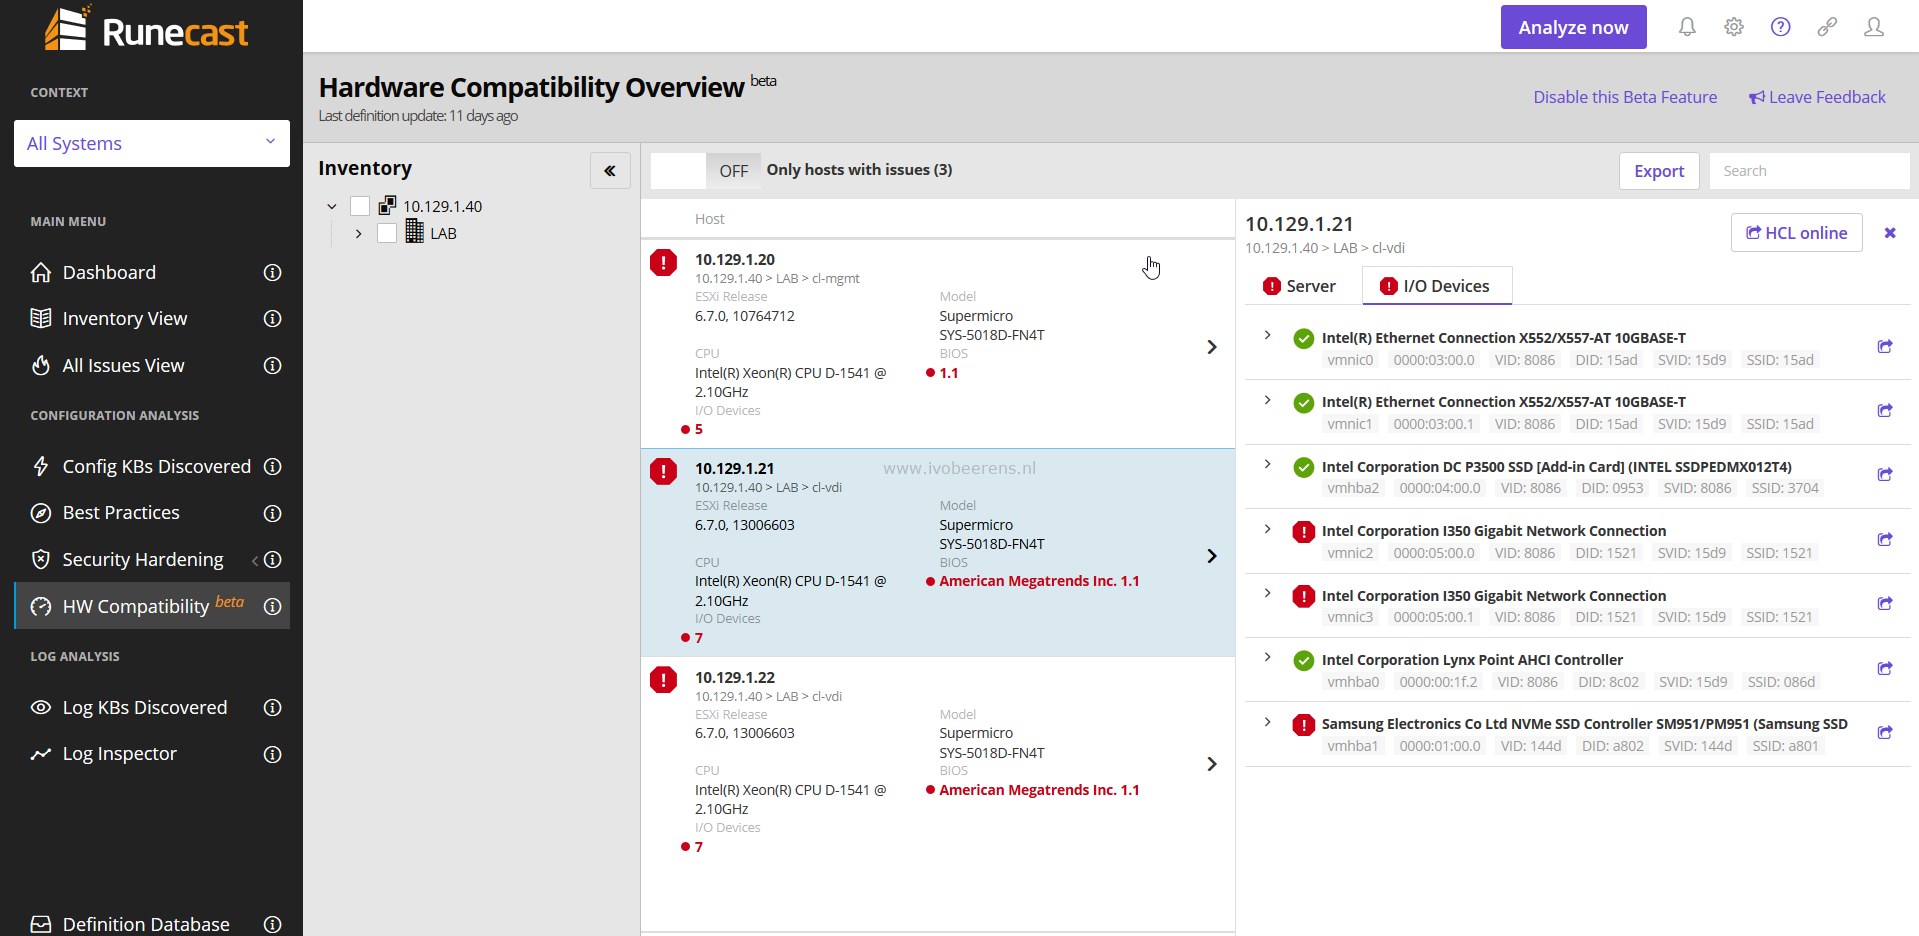 Runecast
CONTEXT
All Systems
MAIN MENU
Dashboard
Inventory View
All Issues View
CONFIGURATION ANALYSIS
Config KBs Discovered
Best Practices
Security Hardening
HW Compatibility beta
LOG ANALYSIS
Log KBs Discovered
Log Inspector
Definition Database
Analyze now
Hardware Compatibility Overview beta
Last definition update: 11 days ago
Disable this Beta Feature
Leave Feedback
Inventory
10.129.1.40
LAB
OFF
Only hosts with issues (3)
Export
Search
Host
10.129.1.20
10.129.1.40 > LAB > cl-mgmt
ESXi Release
6.7.0, 10764712
Model
Supermicro
SYS-5018D-FN4T
CPU
Intel(R) Xeon(R) CPU D-1541 @
2.10GHz
BIOS
1.1
I/O Devices
5
10.129.1.21
www.ivobeerens.nl
10.129.1.40 > LAB > cl-vdi
ESXi Release
6.7.0, 13006603
Model
Supermicro
SYS-5018D-FN4T
CPU
Intel(R) Xeon(R) CPU D-1541 @
2.10GHz
BIOS
American Megatrends Inc. 1.1
I/O Devices
7
10.129.1.22
10.129.1.40 > LAB > cl-vdi
ESXi Release
6.7.0, 13006603
Model
Supermicro
SYS-5018D-FN4T
CPU
Intel(R) Xeon(R) CPU D-1541 @
2.10GHz
BIOS
American Megatrends Inc. 1.1
I/O Devices
7
10.129.1.21
10.129.1.40 > LAB > cl-vdi
HCL online
Server
I/O Devices
Intel(R) Ethernet Connection X552/X557-AT 10GBASE-T
vmnic0 0000:03:00.0 VID: 8086 DID: 15ad SVID: 15d9 SSID: 15ad
Intel(R) Ethernet Connection X552/X557-AT 10GBASE-T
vmnic1 0000:03:00.1 VID: 8086 DID: 15ad SVID: 15d9 SSID: 15ad
Intel Corporation DC P3500 SSD [Add-in Card] (INTEL SSDPEDMX012T4)
vmhba2 0000:04:00.0 VID: 8086 DID: 0953 SVID: 8086 SSID: 3704
Intel Corporation I350 Gigabit Network Connection
vmnic2 0000:05:00.0 VID: 8086 DID: 1521 SVID: 15d9 SSID: 1521
Intel Corporation I350 Gigabit Network Connection
vmnic3 0000:05:00.1 VID: 8086 DID: 1521 SVID: 15d9 SSID: 1521
Intel Corporation Lynx Point AHCI Controller
vmhba0 0000:00:1f.2 VID: 8086 DID: 8c02 SVID: 15d9 SSID: 086d
Samsung Electronics Co Ltd NVMe SSD Controller SM951/PM951 (Samsung SSD
vmhba1 0000:01:00.0 VID: 144d DID: a802 SVID: 144d SSID: a801